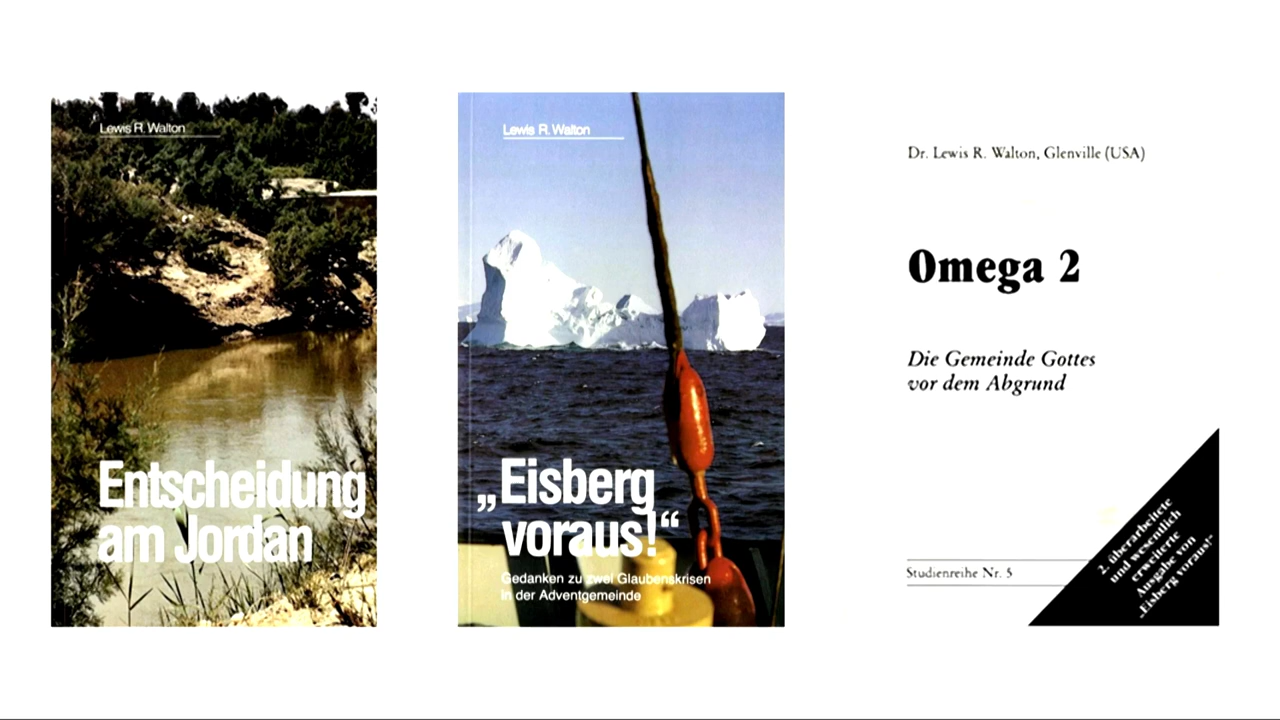 Lewis R. Walton
Entscheidung
am Jordan
Lewis R. Walton
„Eisberg
voraus!“
Gedanken zu zwei Glaubenskrisen
in der Adventgemeinde
Dr. Lewis R. Walton, Glenville (USA)
Omega 2
Die Gemeinde Gottes
vor dem Abgrund
Studienreihe Nr. 5
2. überarbeitete
und wesentlich
erweiterte
Ausgabe von
„Eisberg voraus!“